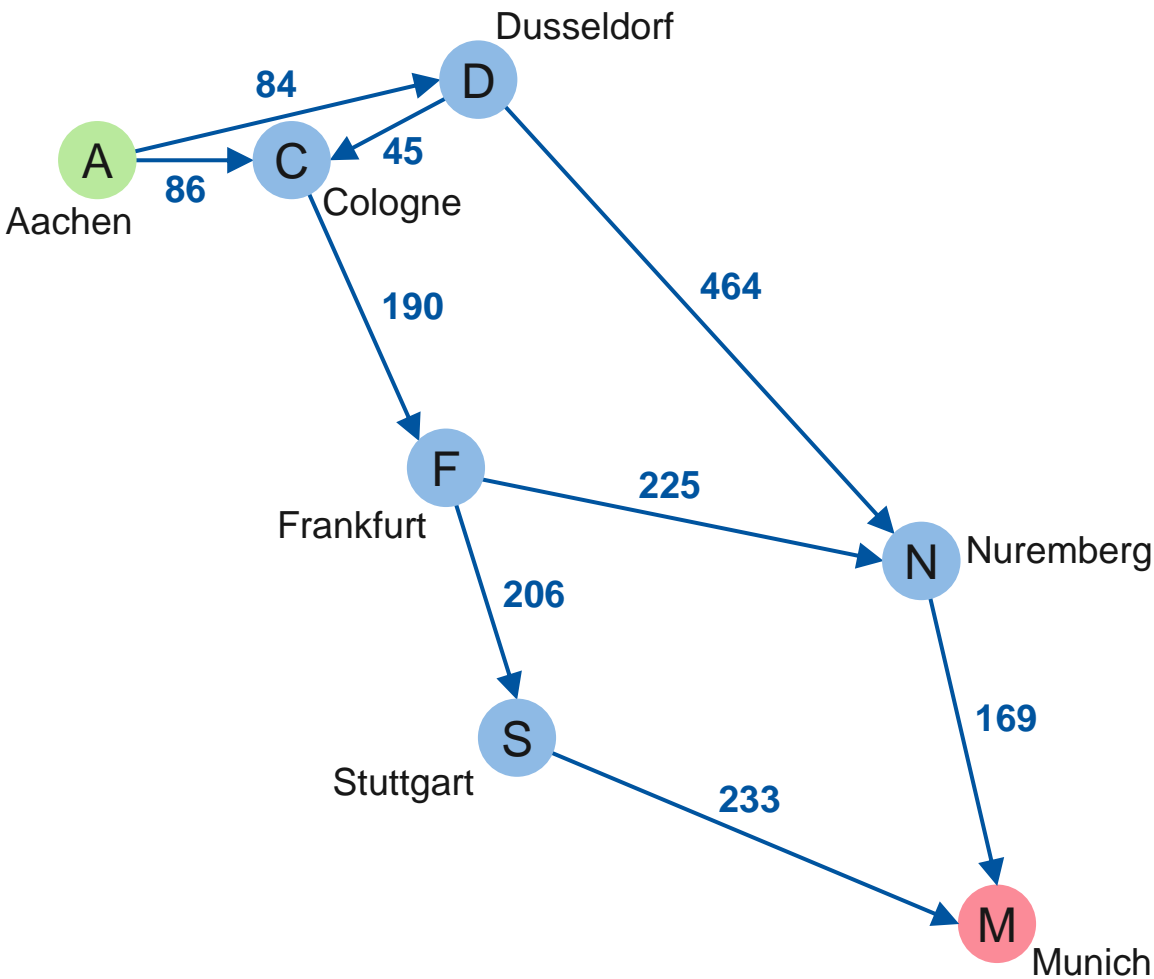 Dusseldorf
D
84
A
C
45
86
Cologne
Aachen
464
190
F
225
Frankfurt
N
Nuremberg
206
169
S
Stuttgart
233
M
Munich